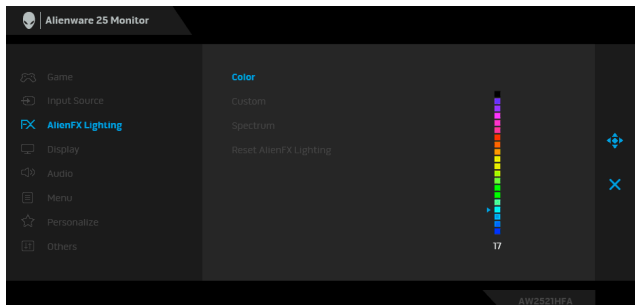 Alienware 25 Monitor
Game
Input Source
AlienFX Lighting
Display
Audio
Menu
Personalize
Others
Color
Custom
Spectrum
Reset AlienFX Lighting
17
AW2521HFA